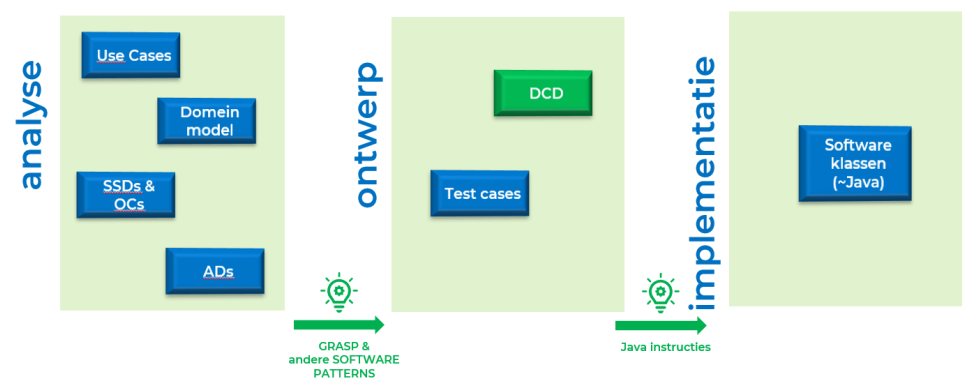 analyse
Use Cases
Domein
model
SSDs &
OCs
ADs
GRASP &
andere SOFTWARE
PATTERNS
ontwerp
DCD
Test cases
Java instructies
implementatie
Software
klassen
(~Java)